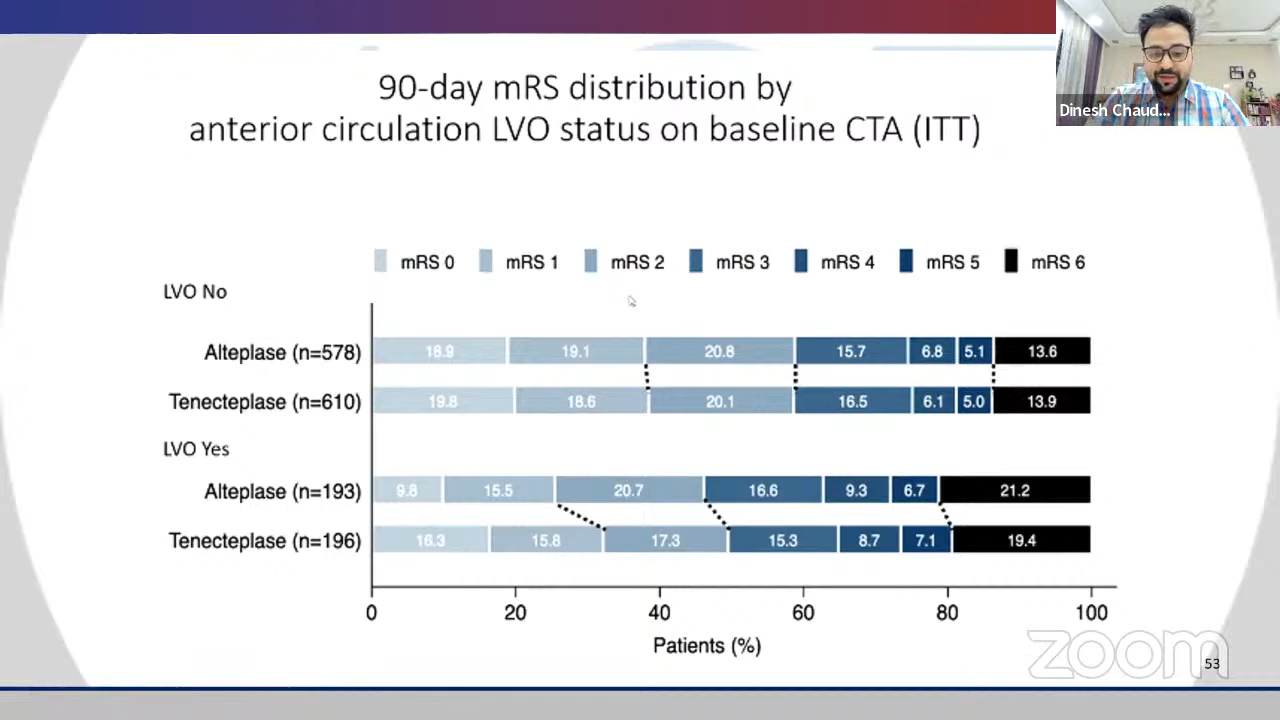 90-day mRS distribution by
anterior circulation LVO status on baseline CTA (ITT)
Dinesh Chaud...
mRS 0 mRS 1 mRS 2 mRS 3 mRS 4 mRS 5 mRS 6
LVO No
Alteplase (n=578) 18.9 19.1 20.8 15.7 6.8 5.1 13.6
Tenecteplase (n=610) 19.8 18.6 20.1 16.5 6.1 5.0 13.9
LVO Yes
Alteplase (n=193) 9.8 15.5 20.7 16.6 9.3 6.7 21.2
Tenecteplase (n=196) 16.3 15.8 17.3 15.3 8.7 7.1 19.4
0 20 40 60 80 100
Patients (%)
zoom
53